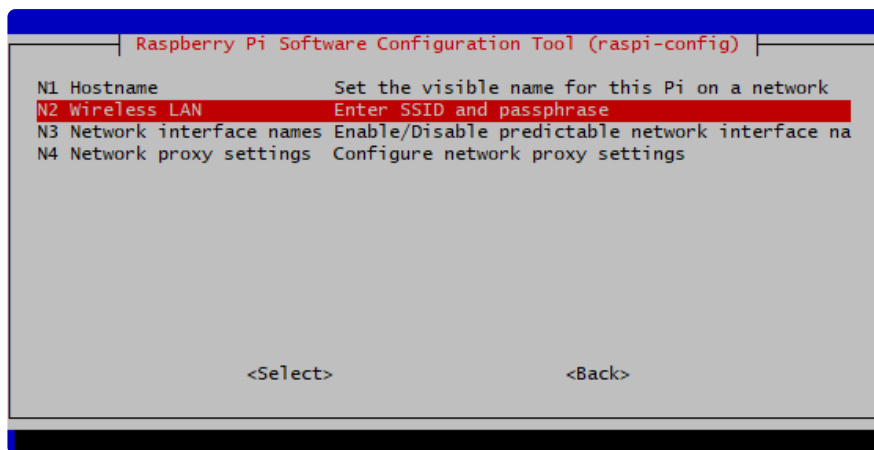 Raspberry Pi Software Configuration Tool (raspi-config)
N1 Hostname Set the visible name for this Pi on a network
N2 Wireless LAN Enter SSID and passphrase
N3 Network interface names Enable/Disable predictable network interface na
N4 Network proxy settings Configure network proxy settings
<Select> <Back>